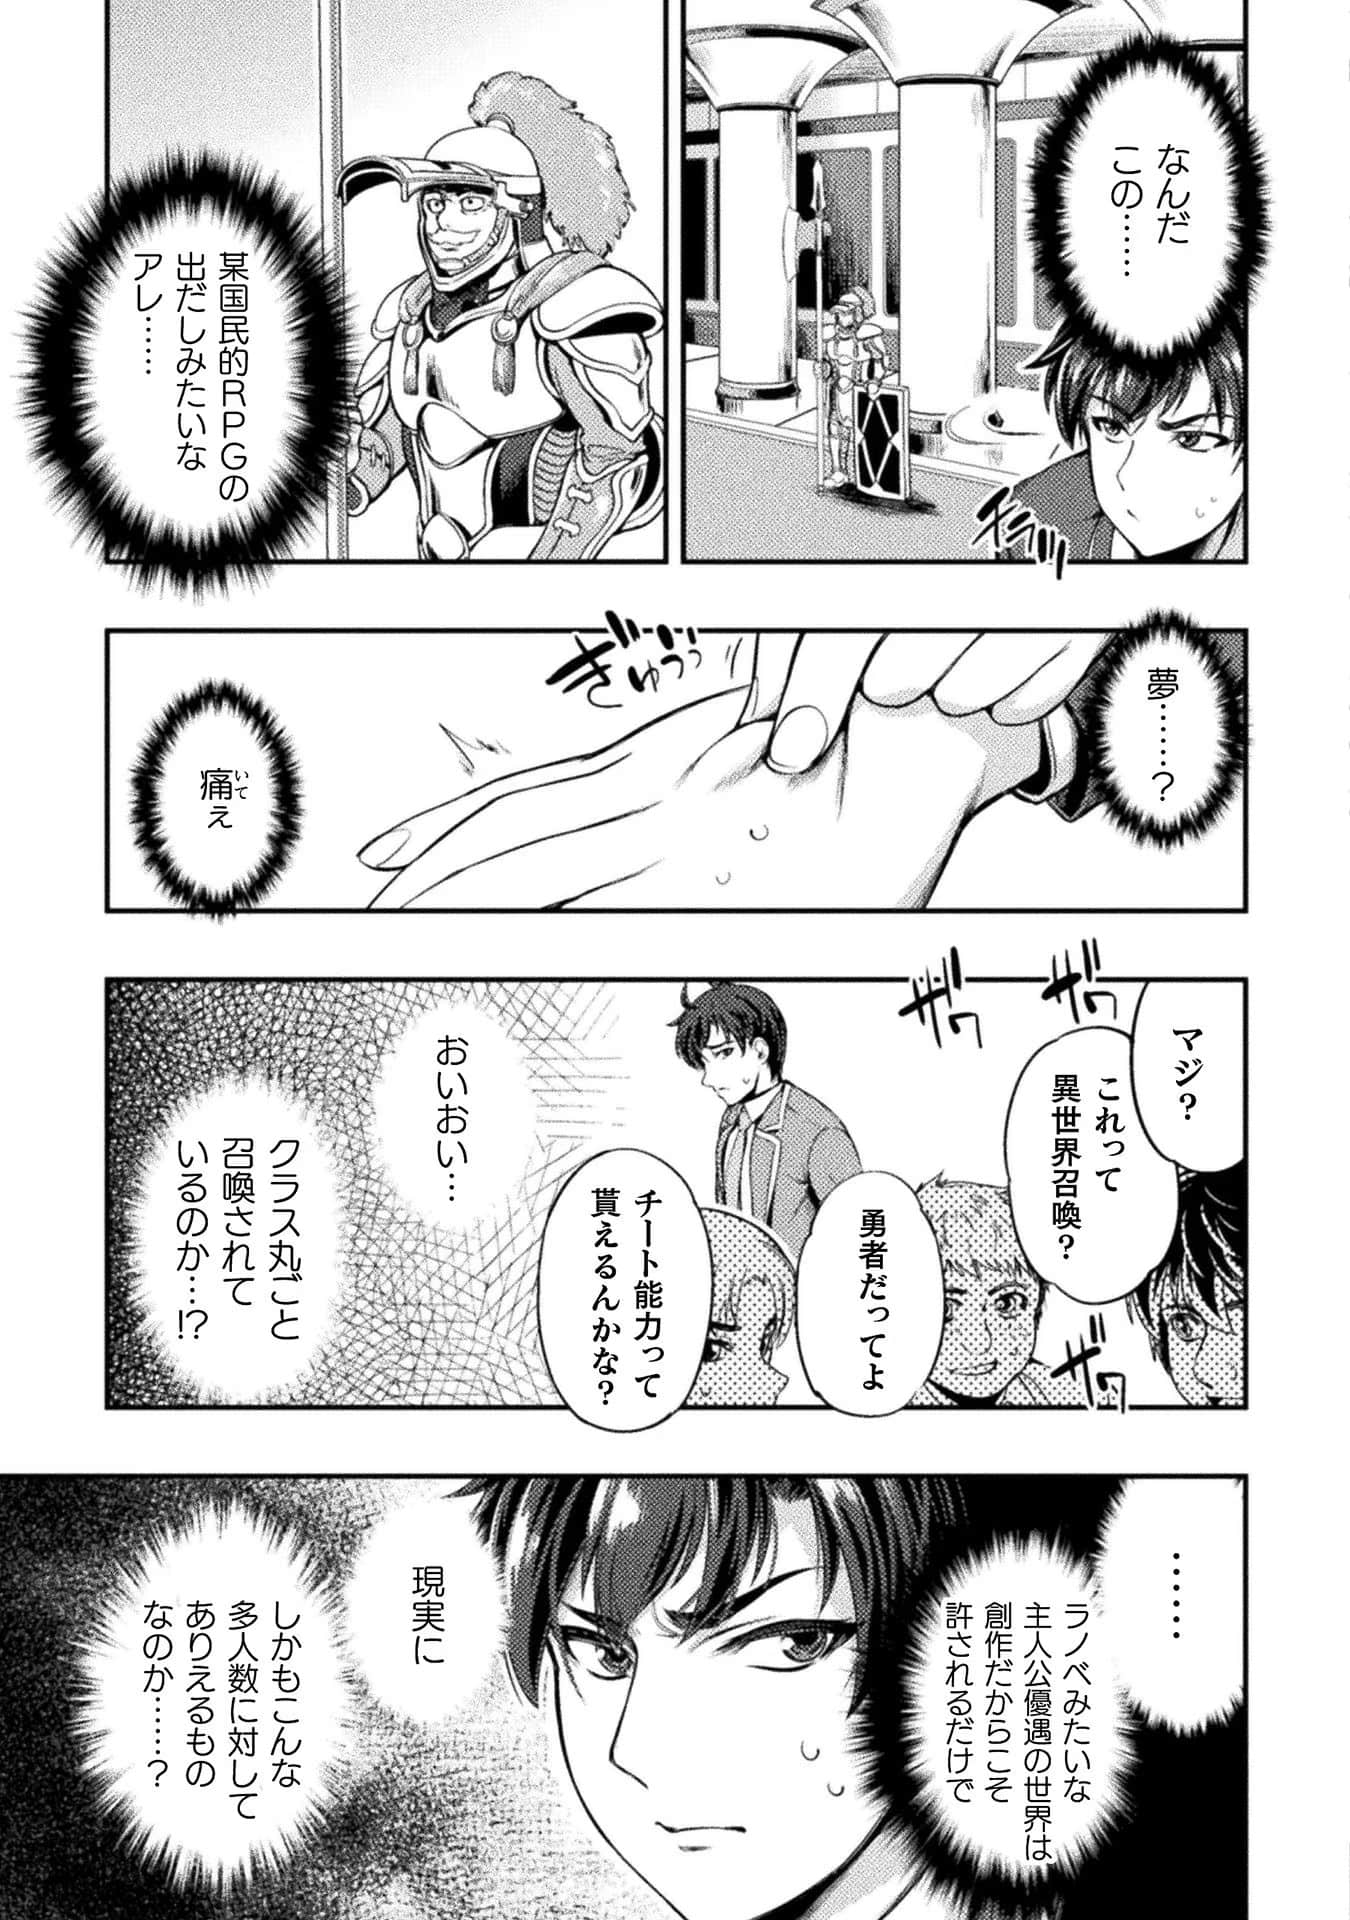 なんだ
この……
チラッ
某国民的RPGの
出だしみたいな
アレ……
夢……?
ぎゅうぅっ
痛ぇ
いて
マジ?
これって
異世界召喚?
ザワ
ザワ
勇者だってよ
チート能力って
貰えるんかな?
おいおい…
クラス丸ごと
召喚されて
いるのか…!?
……
ラノベみたいな
主人公優遇の世界は
創作だからこそ
許されるだけで
現実に
しかもこんな
多人数に対して
ありえるもの
なのか……?